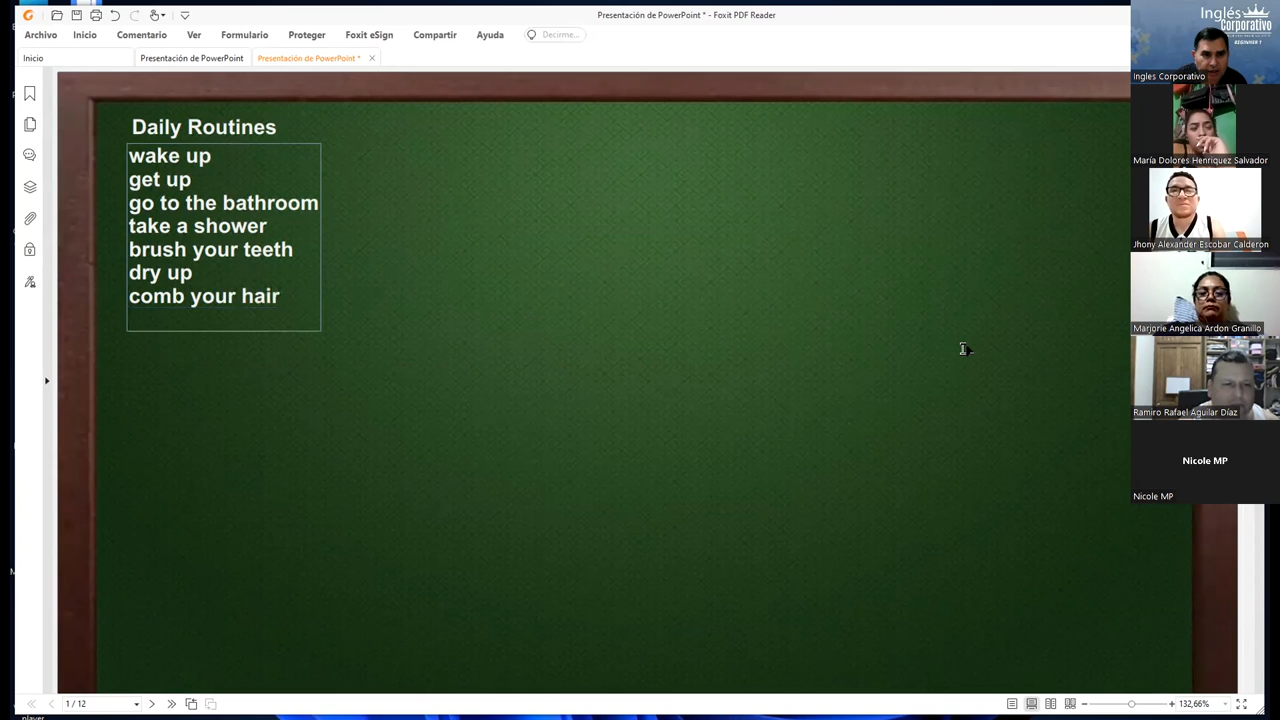 Presentación de PowerPoint * - Foxit PDF Reader
Archivo Inicio Comentario Ver Formulario Proteger Foxit eSign Compartir Ayuda Decirme...
Inicio Presentación de PowerPoint Presentación de PowerPoint *
Daily Routines
wake up
get up
go to the bathroom
take a shower
brush your teeth
dry up
comb your hair
Inglés
Corporativo
BEGINNER 1
Ingles Corporativo
María Dolores Henriquez Salvador
Jhony Alexander Escobar Calderon
Marjorie Angelica Ardon Granillo
Ramiro Rafael Aguilar Díaz
Nicole MP
Nicole MP
1 / 12
132,66%